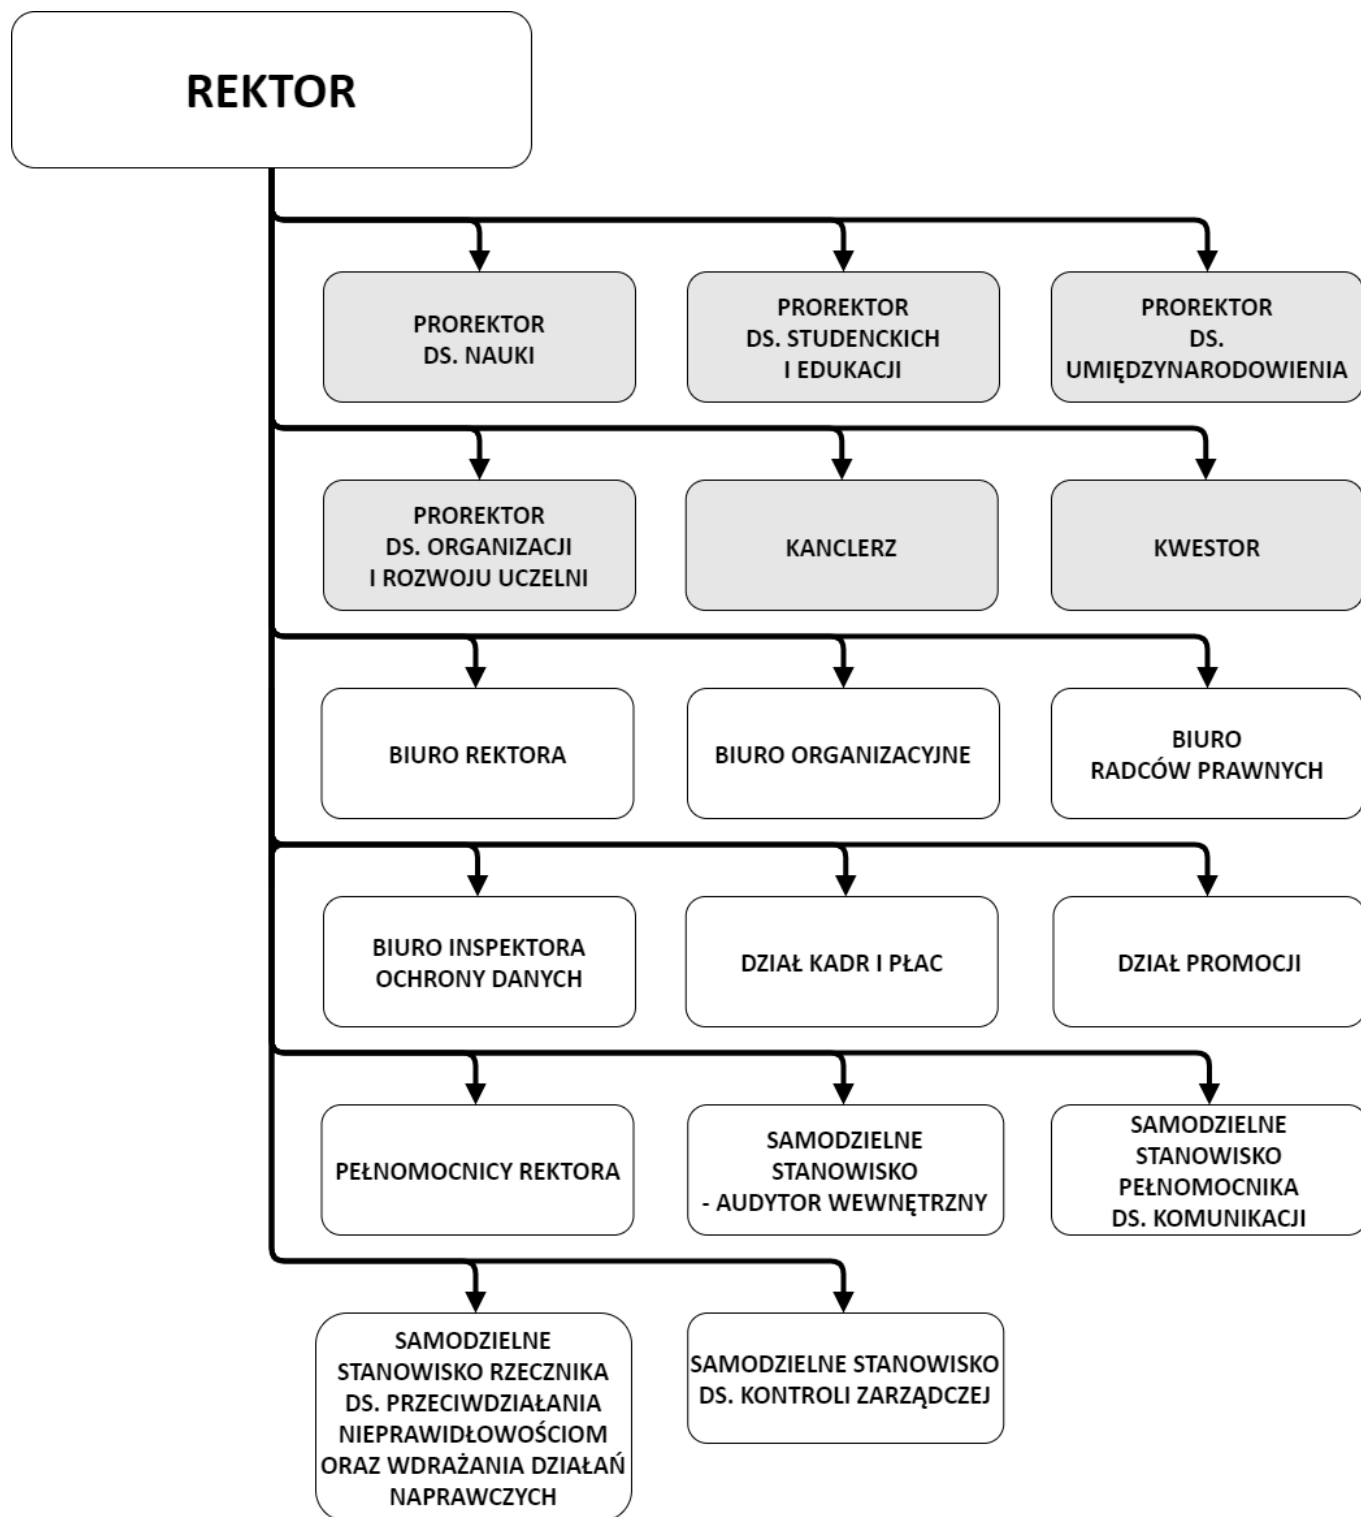 REKTOR
PROREKTOR
DS. NAUKI
PROREKTOR
DS. STUDENCKICH
I EDUKACJI
PROREKTOR
DS.
UMIĘDZYNARODOWIENIA
PROREKTOR
DS. ORGANIZACJI
I ROZWOJU UCZELNI
KANCLERZ
KWESTOR
BIURO REKTORA
BIURO ORGANIZACYJNE
BIURO
RADCÓW PRAWNYCH
BIURO INSPEKTORA
OCHRONY DANYCH
DZIAŁ KADR I PŁAC
DZIAŁ PROMOCJI
PEŁNOMOCNICY REKTORA
SAMODZIELNE
STANOWISKO
- AUDYTOR WEWNĘTRZNY
SAMODZIELNE
STANOWISKO
PEŁNOMOCNIKA
DS. KOMUNIKACJI
SAMODZIELNE
STANOWISKO RZECZNIKA
DS. PRZECIWDZIAŁANIA
NIEPRAWIDŁOWOŚCIOM
ORAZ WDRAŻANIA DZIAŁAŃ
NAPRAWCZYCH
SAMODZIELNE STANOWISKO
DS. KONTROLI ZARZĄDCZEJ